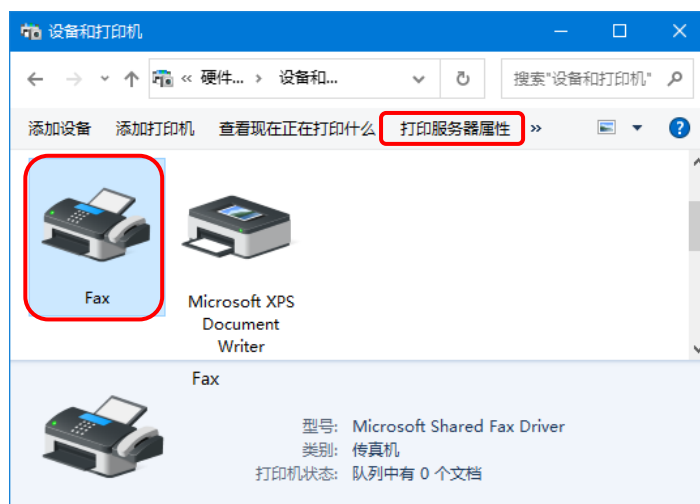 设备和打印机
« 硬件... › 设备和...
搜索"设备和打印机"
添加设备 添加打印机 查看现在正在打印什么 打印服务器属性 »
Fax
Microsoft XPS
Document
Writer
Fax
型号: Microsoft Shared Fax Driver
类别: 传真机
打印机状态: 队列中有 0 个文档